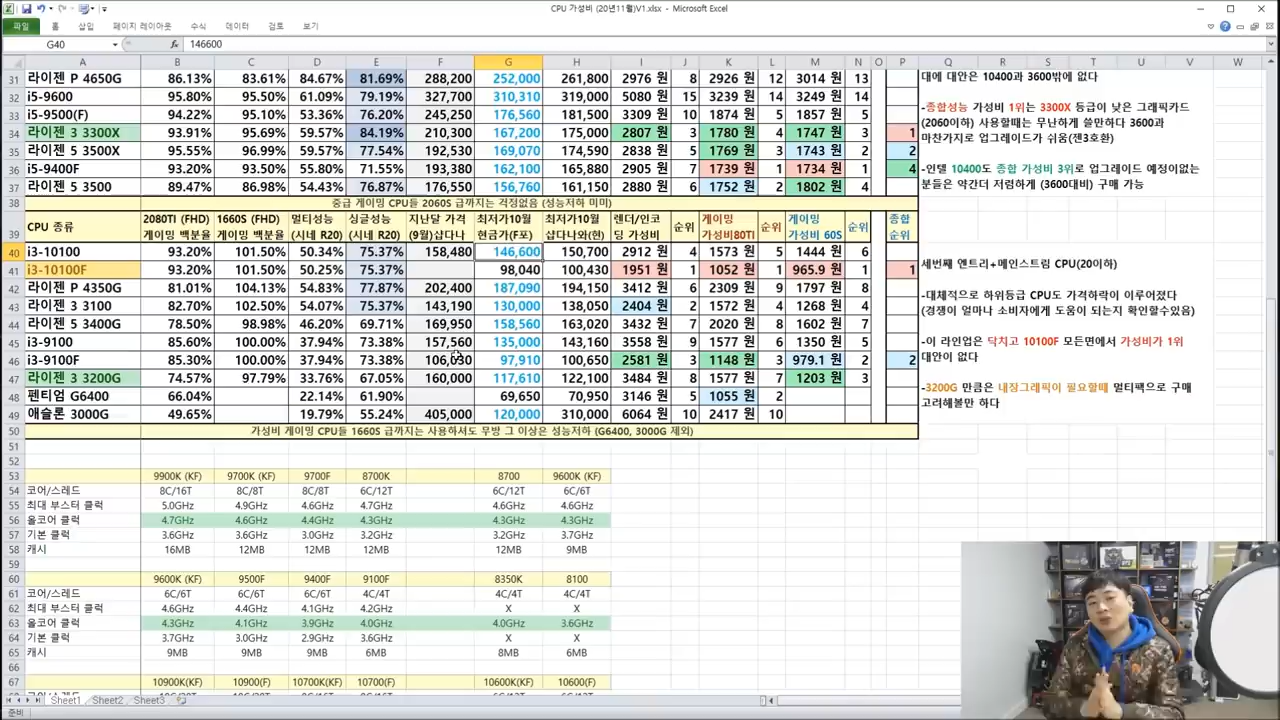 CPU 가성비 (20년11월)V1.xlsx - Microsoft Excel
파일 홈 삽입 페이지 레이아웃 수식 데이터 검토 보기
G40 fx 146600
A B C D E F G H I J K L M N O P Q R S T U V W
31 라이젠 P 4650G 86.13% 83.61% 84.67% 81.69% 288,200 252,000 261,800 2976 원 8 2926 원 12 3014 원 13
32 i5-9600 95.80% 95.50% 61.09% 79.19% 327,700 310,310 319,000 5080 원 15 3239 원 14 3249 원 14
33 i5-9500(F) 94.22% 95.10% 53.36% 76.20% 245,250 176,560 181,500 3309 원 10 1874 원 5 1857 원 5
34 라이젠 3 3300X 93.91% 95.69% 59.57% 84.19% 210,300 167,200 175,000 2807 원 3 1780 원 4 1747 원 3 1
35 라이젠 5 3500X 95.55% 96.99% 59.57% 77.54% 192,530 169,070 174,590 2838 원 5 1769 원 3 1743 원 2 2
36 i5-9400F 94.18% 93.50% 55.80% 71.55% 193,380 162,100 165,880 2905 원 7 1739 원 1 1734 원 1 4
37 라이젠 5 3500 89.47% 86.98% 54.43% 76.87% 176,550 156,760 161,150 2880 원 6 1752 원 2 1802 원 4
38 중급 게이밍 CPU들 2060S 급까지는 걱정없음 (성능저하 미미)
39 CPU 종류 2080TI (FHD) 게이밍 백분율 1660S (FHD) 게이밍 백분율 멀티성능 (시네 R20) 싱글성능 (시네 R20) 지난달 가격 (9월)샵다나 최저가10월 현금가(F포) 최저가10월 샵다나와(현) 렌더/인코딩 가성비 순위 게이밍 가성비80TI 순위 게이밍 가성비 60S 순위 종합 순위
40 i3-10100 93.20% 101.50% 50.34% 75.37% 158,480 146,600 150,700 2912 원 4 1573 원 5 1444 원 6
41 i3-10100F 93.20% 101.50% 50.25% 75.37% 98,040 100,430 1951 원 1 1052 원 1 965.9 원 1 1
42 라이젠 P 4350G 81.01% 104.13% 54.83% 77.87% 202,400 187,090 194,150 3412 원 6 2309 원 9 1797 원 8
43 라이젠 3 3100 82.70% 102.50% 54.07% 75.37% 143,190 130,000 138,050 2404 원 2 1572 원 4 1268 원 4
44 라이젠 5 3400G 78.50% 98.98% 46.20% 69.71% 169,950 158,560 163,020 3432 원 7 2020 원 8 1602 원 7
45 i3-9100 85.60% 100.00% 37.94% 73.38% 157,560 135,000 143,160 3558 원 9 1577 원 6 1350 원 5
46 i3-9100F 85.30% 100.00% 37.94% 73.38% 97,910 100,650 2581 원 3 1148 원 3 979.1 원 2 2
47 라이젠 3 3200G 74.57% 97.79% 33.76% 67.05% 160,000 117,610 122,100 3484 원 8 1577 원 7 1203 원 3
48 펜티엄 G6400 66.04% 22.14% 61.90% 69,650 70,950 3146 원 5 1055 원 2
49 애슬론 3000G 49.65% 19.79% 55.24% 405,000 120,000 310,000 6064 원 10 2417 원 10
50 가성비 게이밍 CPU들 1660S 급까지는 사용하셔도 무방 그 이상은 성능저하 (G6400, 3000G 제외)
51
52
53 9900K (KF) 9700K (KF) 9700F 8700K 8700 9600K (KF)
54 코어/스레드 8C/16T 8C/8T 8C/8T 6C/12T 6C/12T 6C/6T
55 최대 부스터 클럭 5.0GHz 4.9GHz 4.6GHz 4.7GHz 4.6GHz 4.6GHz
56 올코어 클럭 4.7GHz 4.6GHz 4.4GHz 4.3GHz 4.3GHz 4.3GHz
57 기본 클럭 3.6GHz 3.6GHz 3.0GHz 3.2GHz 3.2GHz 3.7GHz
58 캐시 16MB 12MB 12MB 12MB 12MB 9MB
59
60 9600K (KF) 9500F 9400F 9100F 8350K 8100
61 코어/스레드 6C/6T 6C/6T 6C/6T 4C/4T 4C/4T 4C/4T
62 최대 부스터 클럭 4.6GHz 4.4GHz 4.1GHz 4.2GHz X X
63 올코어 클럭 4.3GHz 4.1GHz 3.9GHz 4.0GHz 4.0GHz 3.6GHz
64 기본 클럭 3.7GHz 3.0GHz 2.9GHz 3.6GHz X X
65 캐시 9MB 9MB 9MB 6MB 8MB 6MB
66
67 10900K(KF) 10900(F) 10700K(KF) 10700(F) 10600K(KF) 10600(F)
대에 대안은 10400과 3600밖에 없다
-종합성능 가성비 1위는 3300X 등급이 낮은 그래픽카드
(2060이하) 사용할때는 무난하게 쓸만하다 3600과
마찬가지로 업그레이드가 쉬움(젠3호환)
-인텔 10400도 종합 가성비 3위로 업그레이드 예정이없는
분들은 약간더 저렴하게 (3600대비) 구매 가능
세번째 엔트리+메인스트림 CPU(20이하)
-대체적으로 하위등급 CPU도 가격하락이 이루어졌다
(경쟁이 얼마나 소비자에게 도움이 되는지 확인할수있음)
-이 라인업은 닥치고 10100F 모든면에서 가성비가 1위
대안이 없다
-3200G 만큼은 내장그래픽이 필요할때 멀티팩으로 구매
고려해볼만 하다
Sheet1 Sheet2 Sheet3
준비